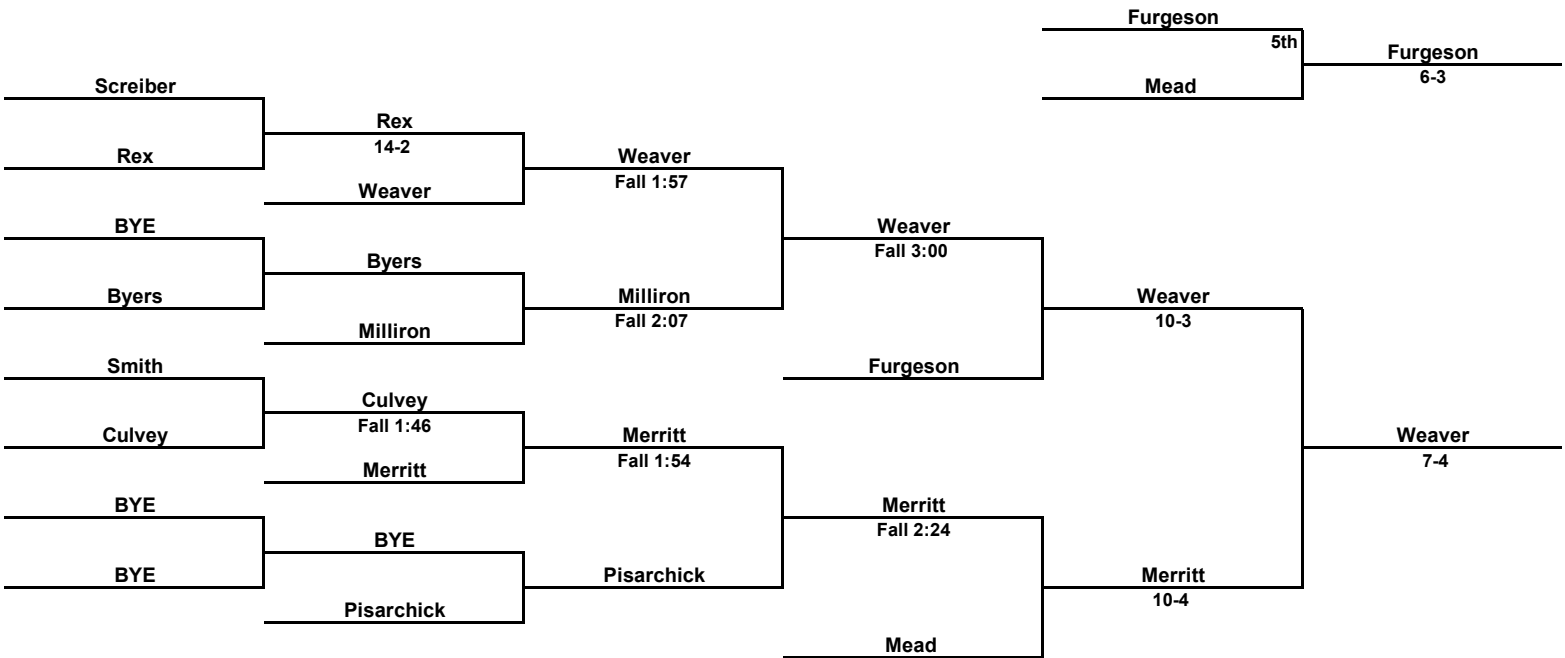 Furgeson
5th
Furgeson
6-3
Screiber
Mead
Rex
14-2
Rex
Weaver
Fall 1:57
Weaver
BYE
Weaver
Fall 3:00
Byers
Byers
Milliron
Fall 2:07
Weaver
10-3
Milliron
Smith
Furgeson
Culvey
Fall 1:46
Culvey
Merritt
Fall 1:54
Weaver
7-4
Merritt
BYE
Merritt
Fall 2:24
BYE
BYE
Pisarchick
Merritt
10-4
Pisarchick
Mead